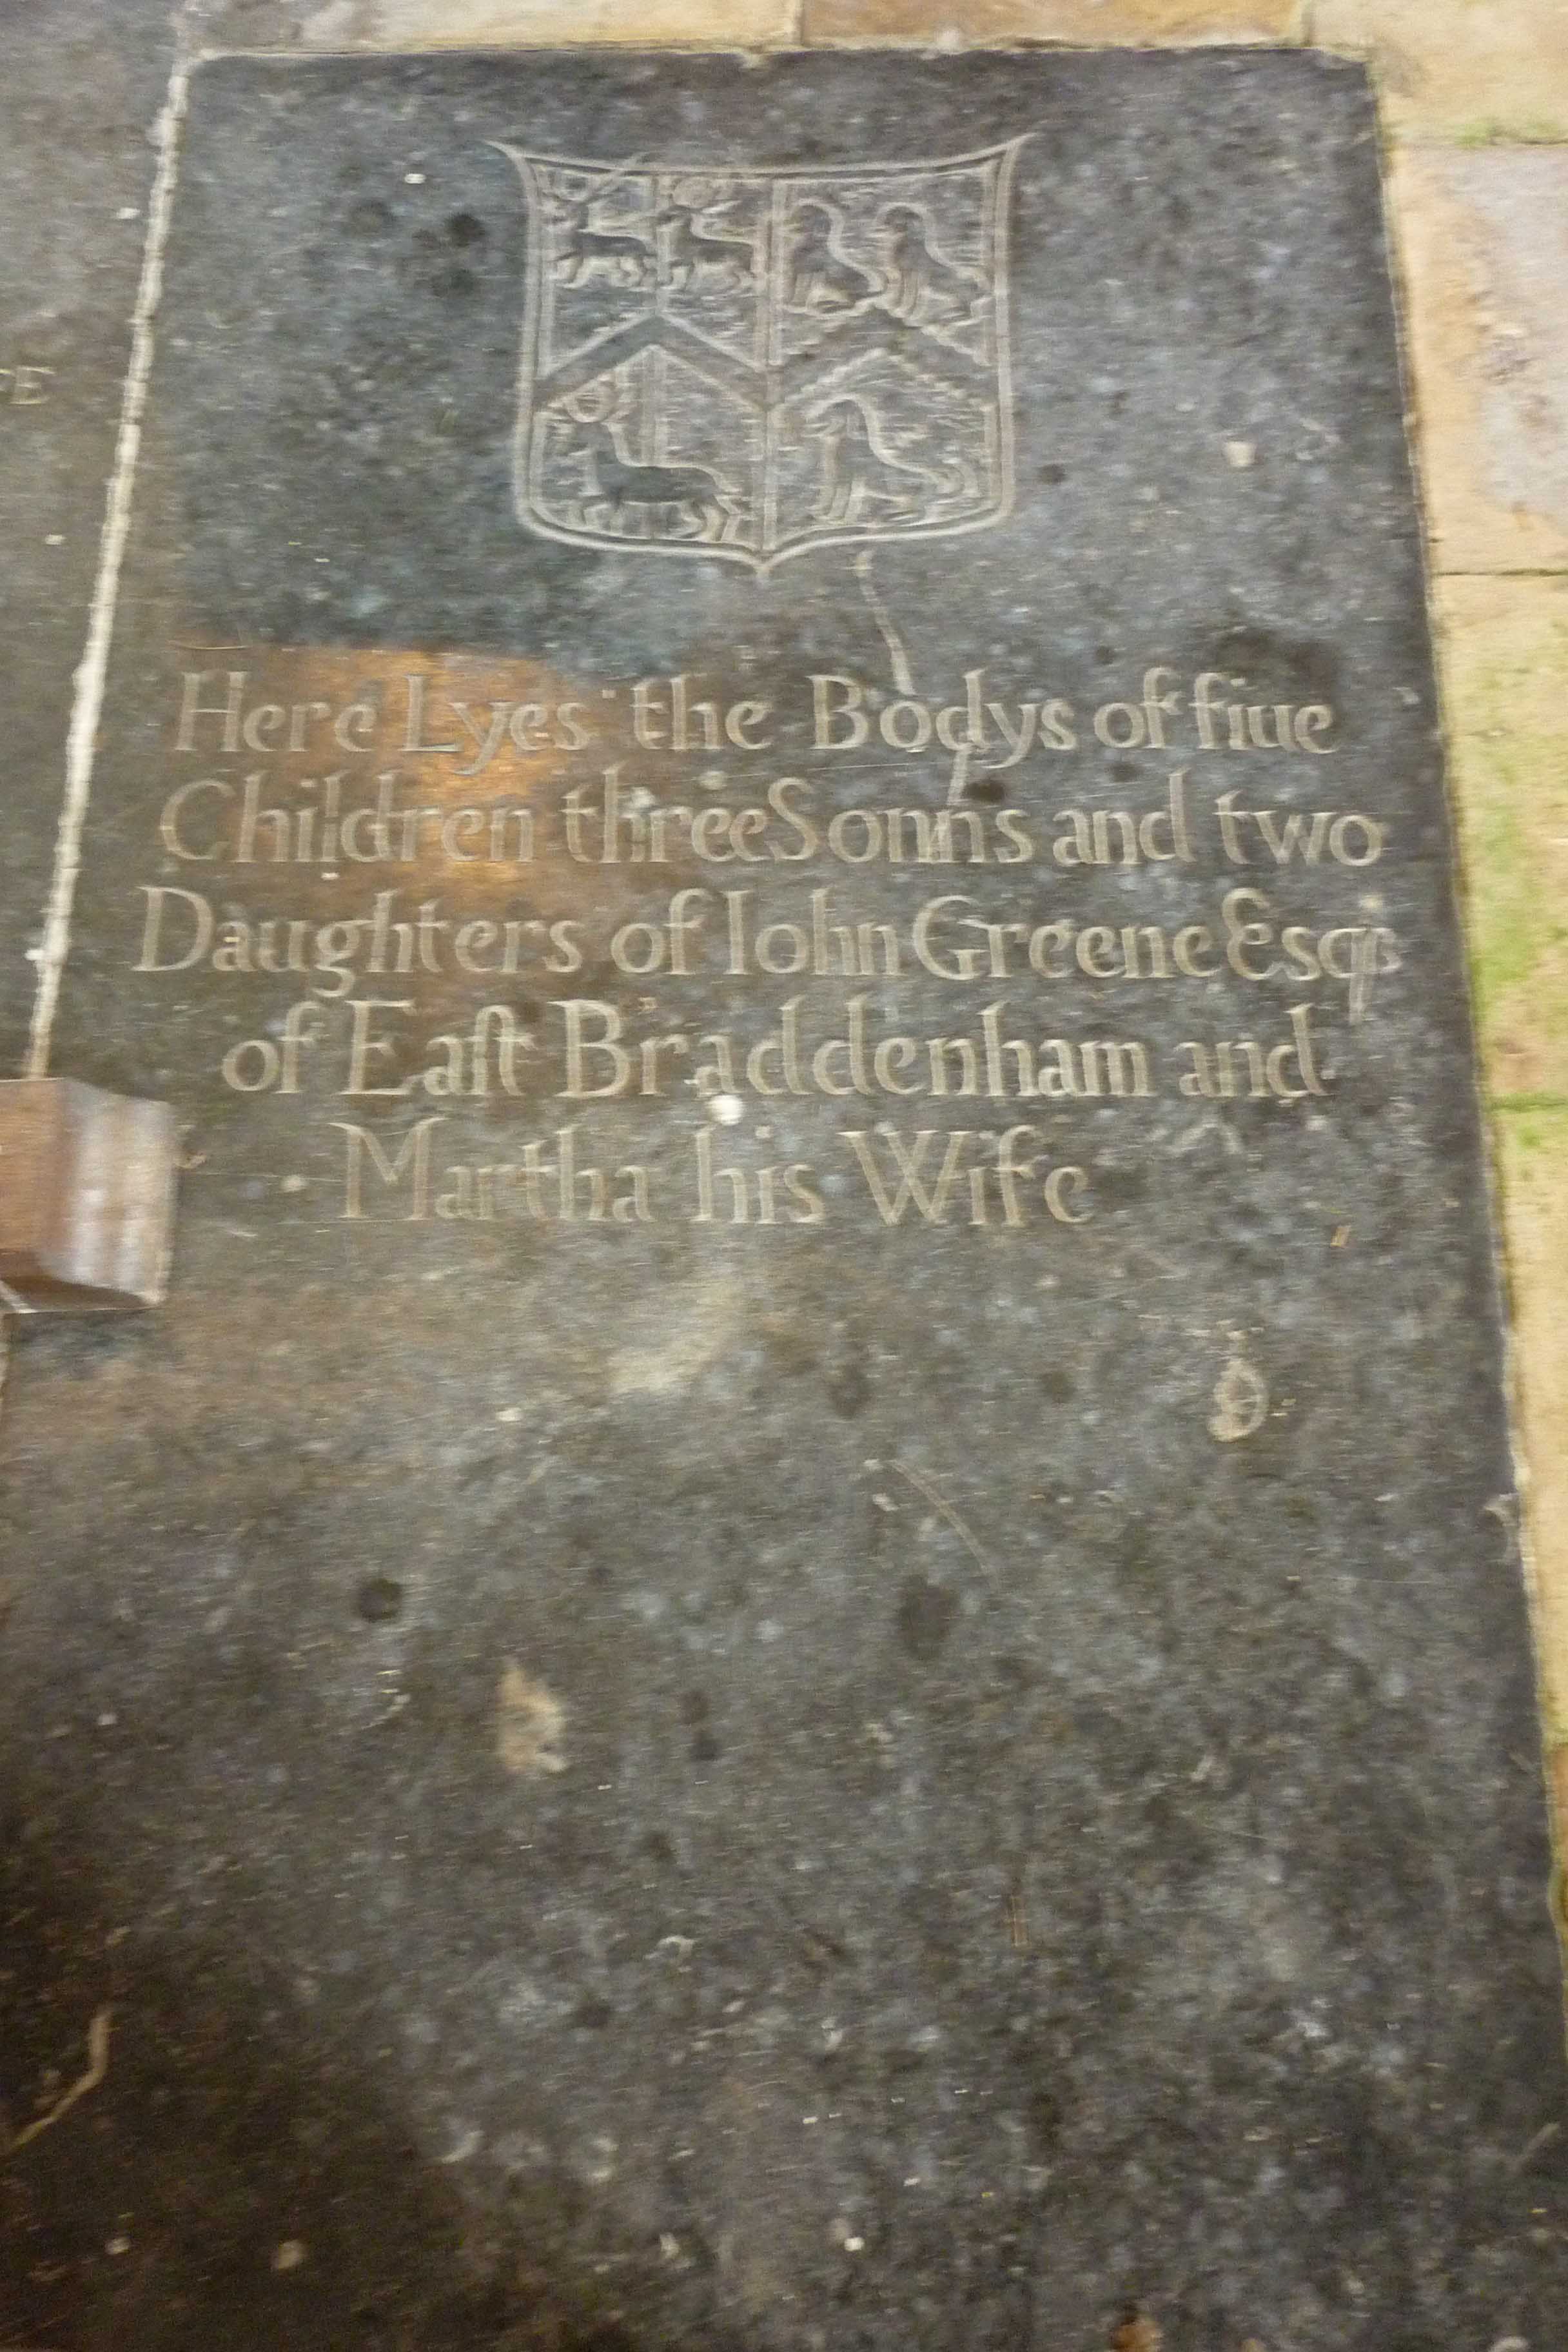 Here Lyes the Bodys of fiue
Children three Sonns and two
Daughters of Iohn Greene Esqr
of Eaſt Braddenham and
Martha his Wife